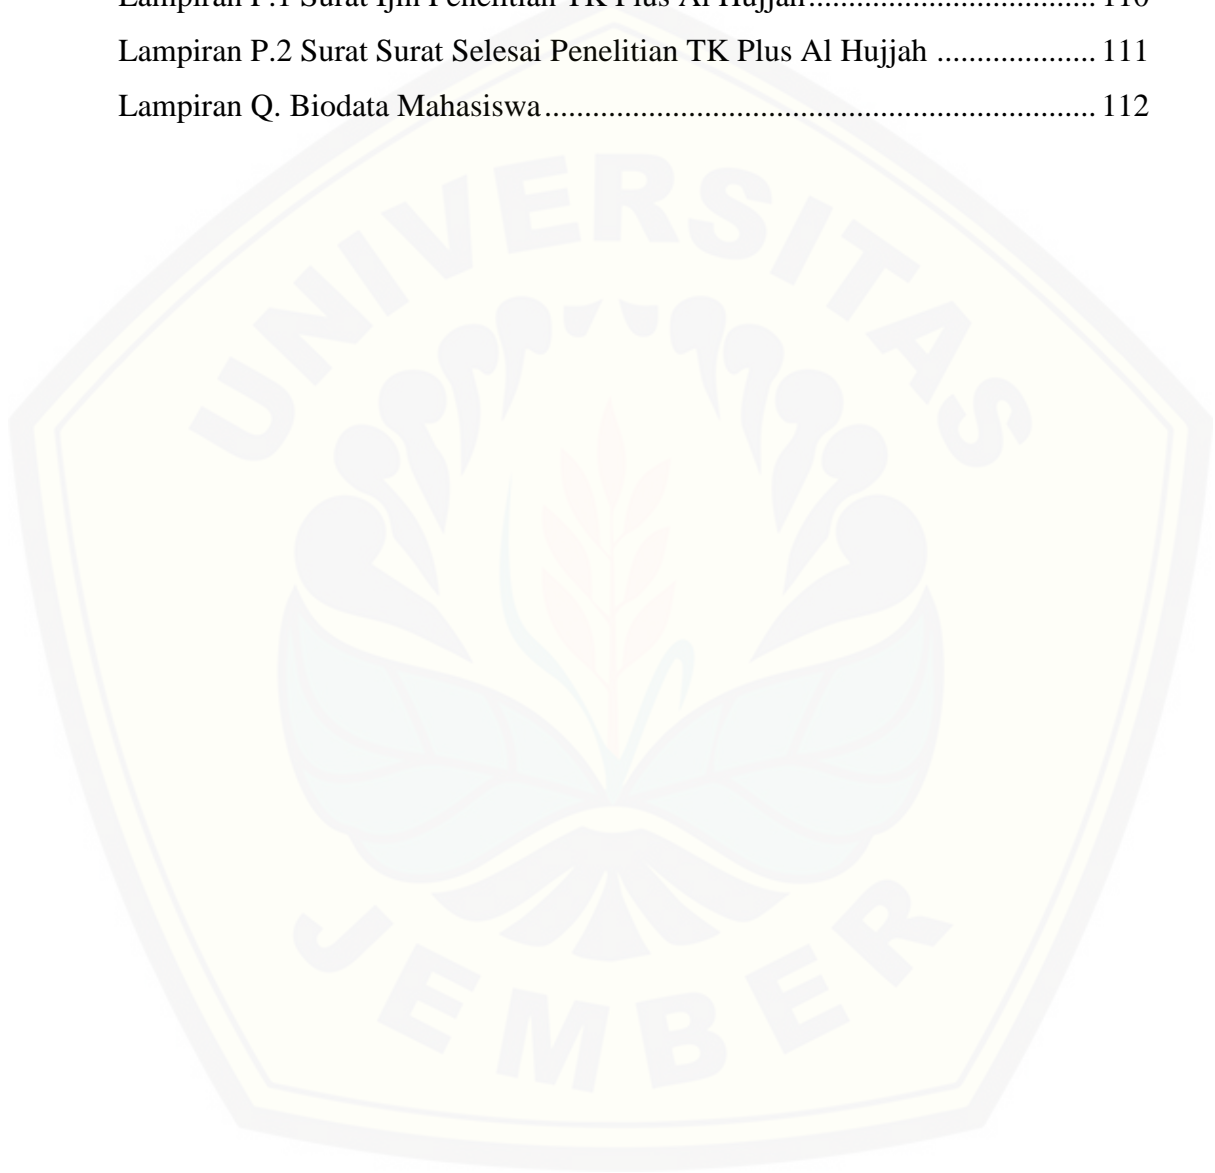 Lampiran P.1 Surat Ijin Penelitian TK Plus Al Hujjah.................................... 110
Lampiran P.2 Surat Surat Selesai Penelitian TK Plus Al Hujjah .................... 111
Lampiran Q. Biodata Mahasiswa..................................................................... 112
UNIVERSITAS
JEMBER